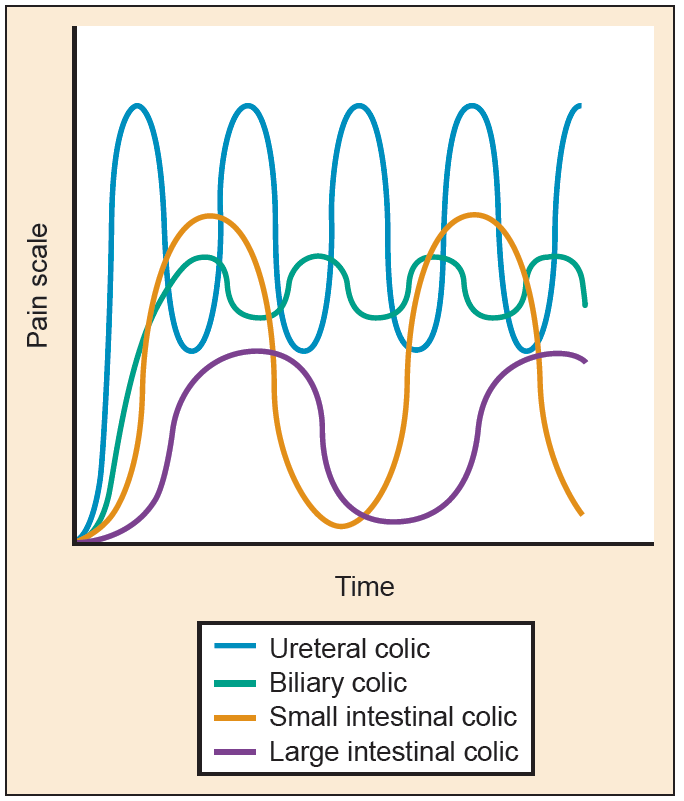 Pain scale
Time
Ureteral colic
Biliary colic
Small intestinal colic
Large intestinal colic